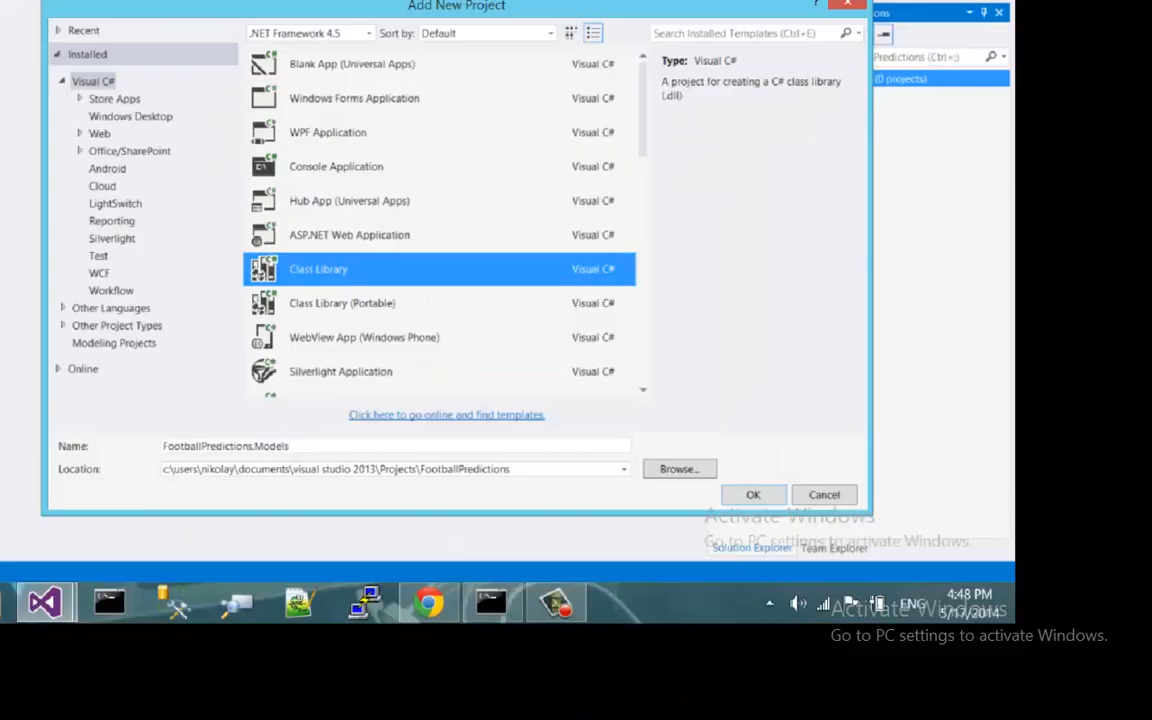 Add New Project
?
ons
Recent
.NET Framework 4.5
Sort by: Default
Search Installed Templates (Ctrl+E)
Installed
Predictions (Ctrl+;)
(0 projects)
Visual C#
Store Apps
Windows Desktop
Web
Office/SharePoint
Android
Cloud
LightSwitch
Reporting
Silverlight
Test
WCF
Workflow
Other Languages
Other Project Types
Modeling Projects
Online
Blank App (Universal Apps) Visual C#
Windows Forms Application Visual C#
WPF Application Visual C#
Console Application Visual C#
Hub App (Universal Apps) Visual C#
ASP.NET Web Application Visual C#
Class Library Visual C#
Class Library (Portable) Visual C#
WebView App (Windows Phone) Visual C#
Silverlight Application Visual C#
Type: Visual C#
A project for creating a C# class library
(.dll)
Click here to go online and find templates.
Name: FootballPredictions.Models
Location: c:\users\nikolay\documents\visual studio 2013\Projects\FootballPredictions
Browse...
OK
Cancel
Activate Windows
Go to PC settings to activate Windows.
Solution Explorer
Team Explorer
ENG
4:48 PM
5/17/2014
Activate Windows
Go to PC settings to activate Windows.